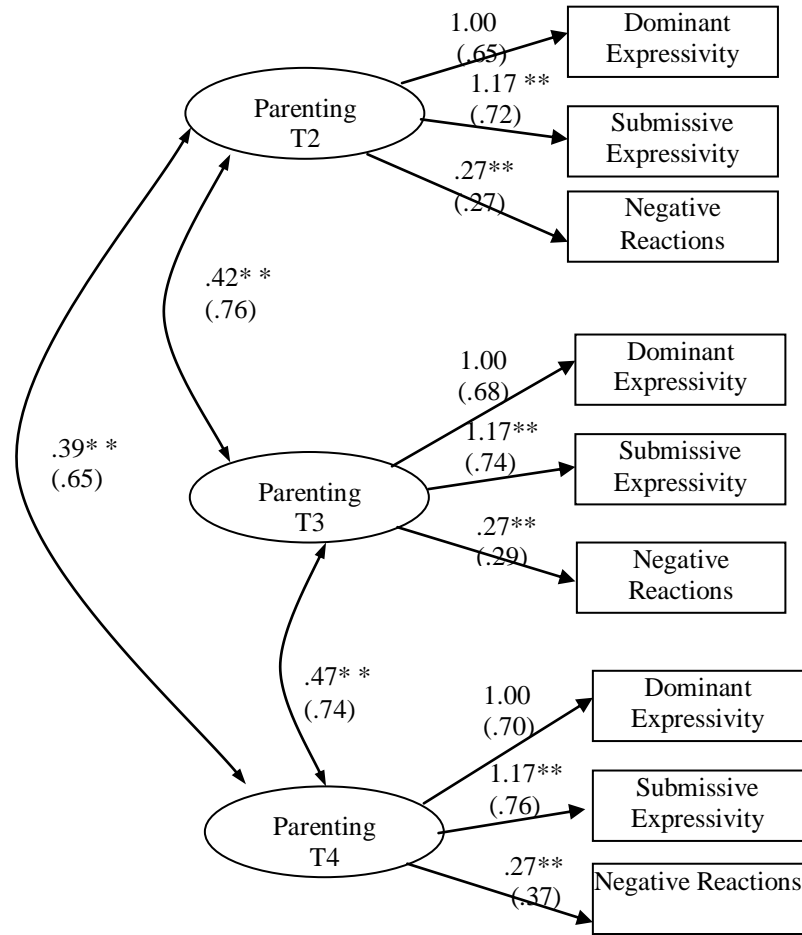 1.00
(.65)
Dominant
Expressivity
Parenting
T2
1.17 **
(.72)
Submissive
Expressivity
.27**
(.27)
Negative
Reactions
.42* *
(.76)
1.00
(.68)
Dominant
Expressivity
.39* *
(.65)
Parenting
T3
1.17**
(.74)
Submissive
Expressivity
.27**
(.29)
Negative
Reactions
.47* *
(.74)
1.00
(.70)
Dominant
Expressivity
Parenting
T4
1.17**
(.76)
Submissive
Expressivity
.27**
(.37)
Negative Reactions